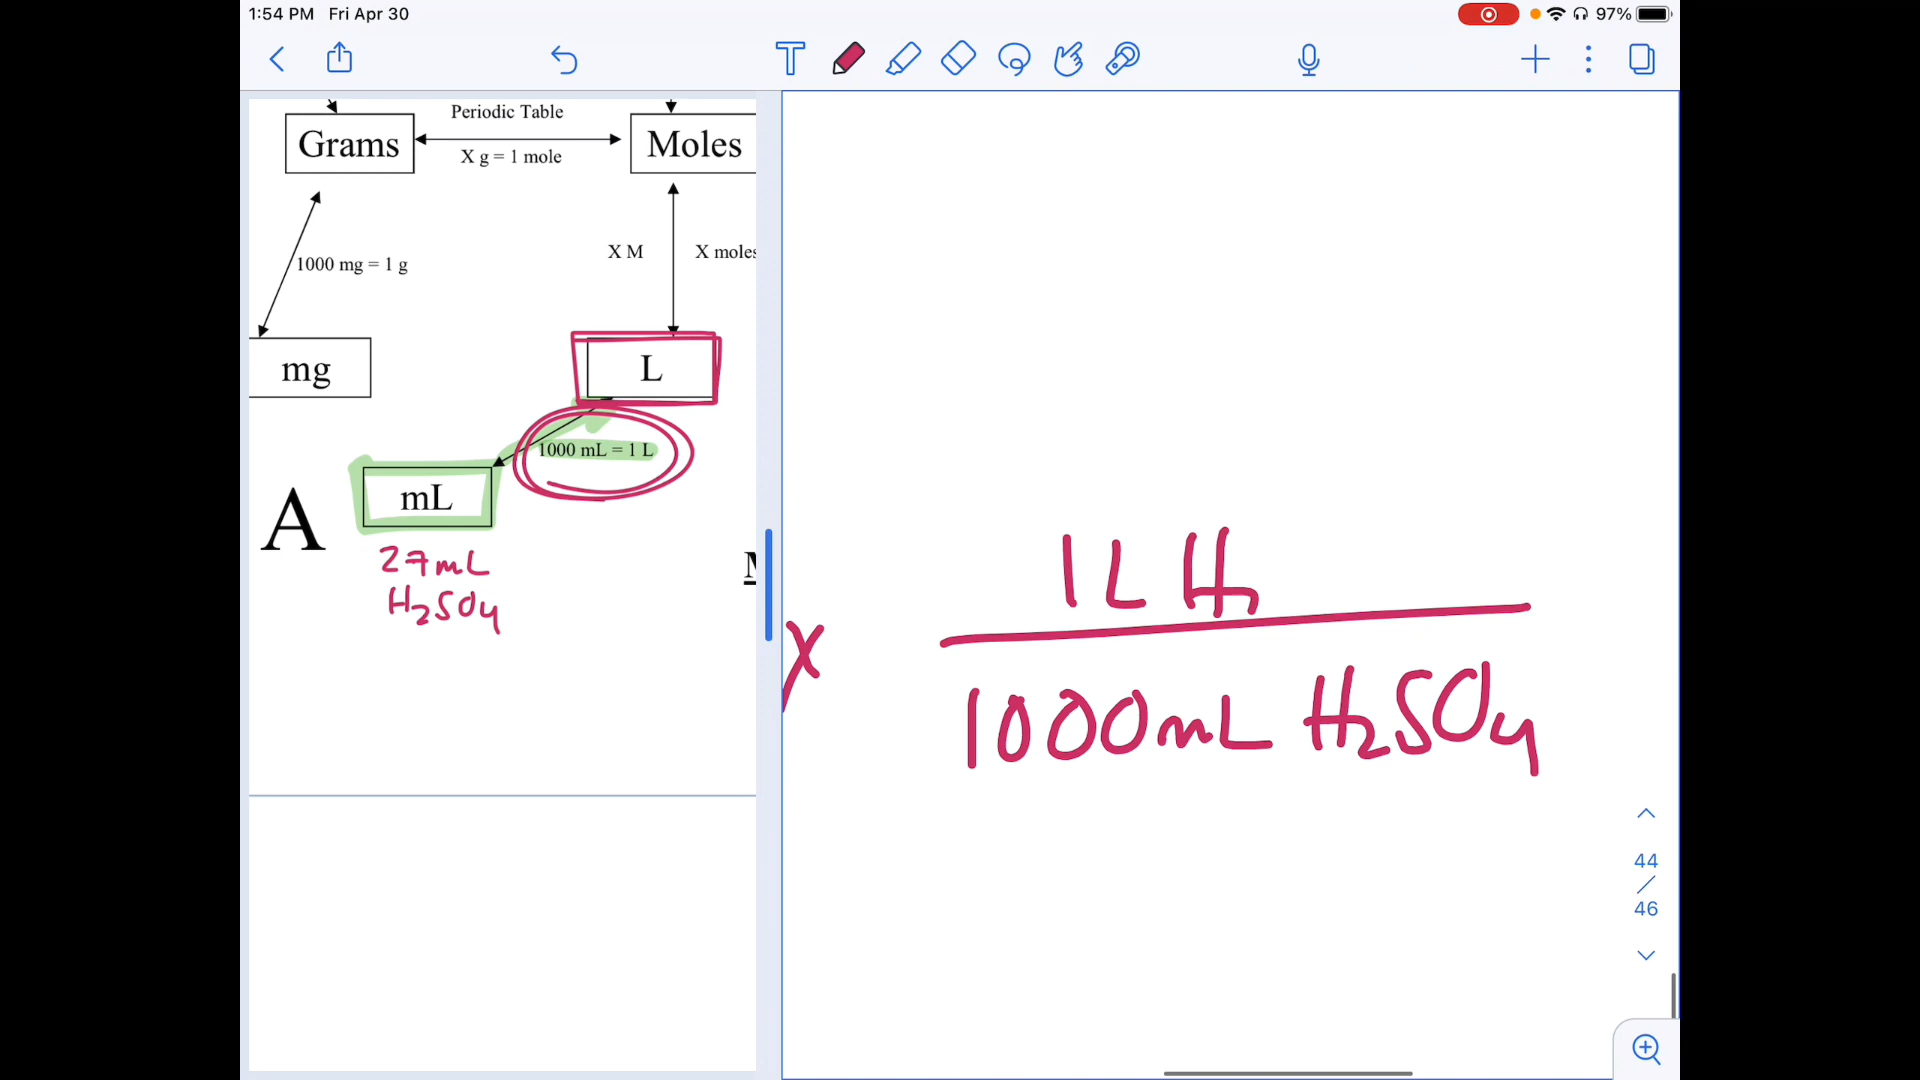 1:54 PM Fri Apr 30
97%
T
Periodic Table
Grams
X g = 1 mole
Moles
1000 mg = 1 g
X M
X moles
mg
L
1000 mL = 1 L
A
mL
27mL
H₂SO₄
X
1L H
1000mL H₂SO₄
44
/
46